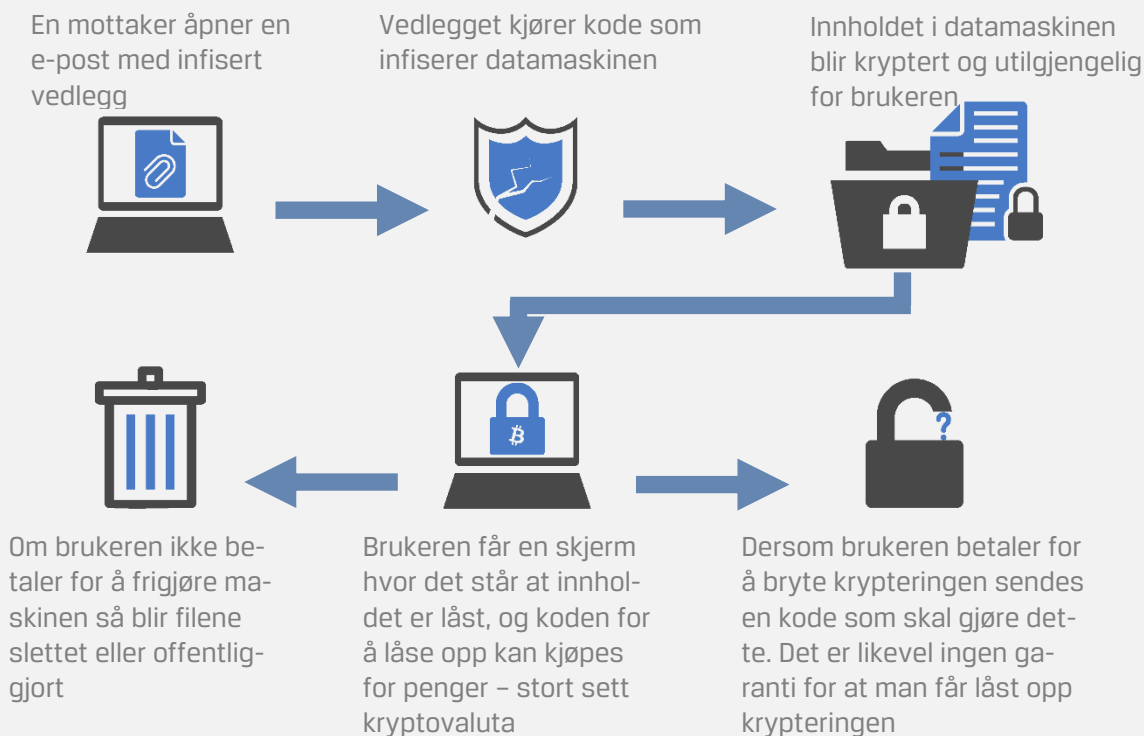 En mottaker åpner en
e-post med infisert
vedlegg
Vedlegget kjører kode som
infiserer datamaskinen
Innholdet i datamaskinen
blir kryptert og utilgjengelig
for brukeren
?
Om brukeren ikke be-
taler for å frigjøre ma-
skinen så blir filene
slettet eller offentlig-
gjort
Brukeren får en skjerm
hvor det står at innhol-
det er låst, og koden for
å låse opp kan kjøpes
for penger – stort sett
kryptovaluta
Dersom brukeren betaler for
å bryte krypteringen sendes
en kode som skal gjøre det-
te. Det er likevel ingen ga-
ranti for at man får låst opp
krypteringen